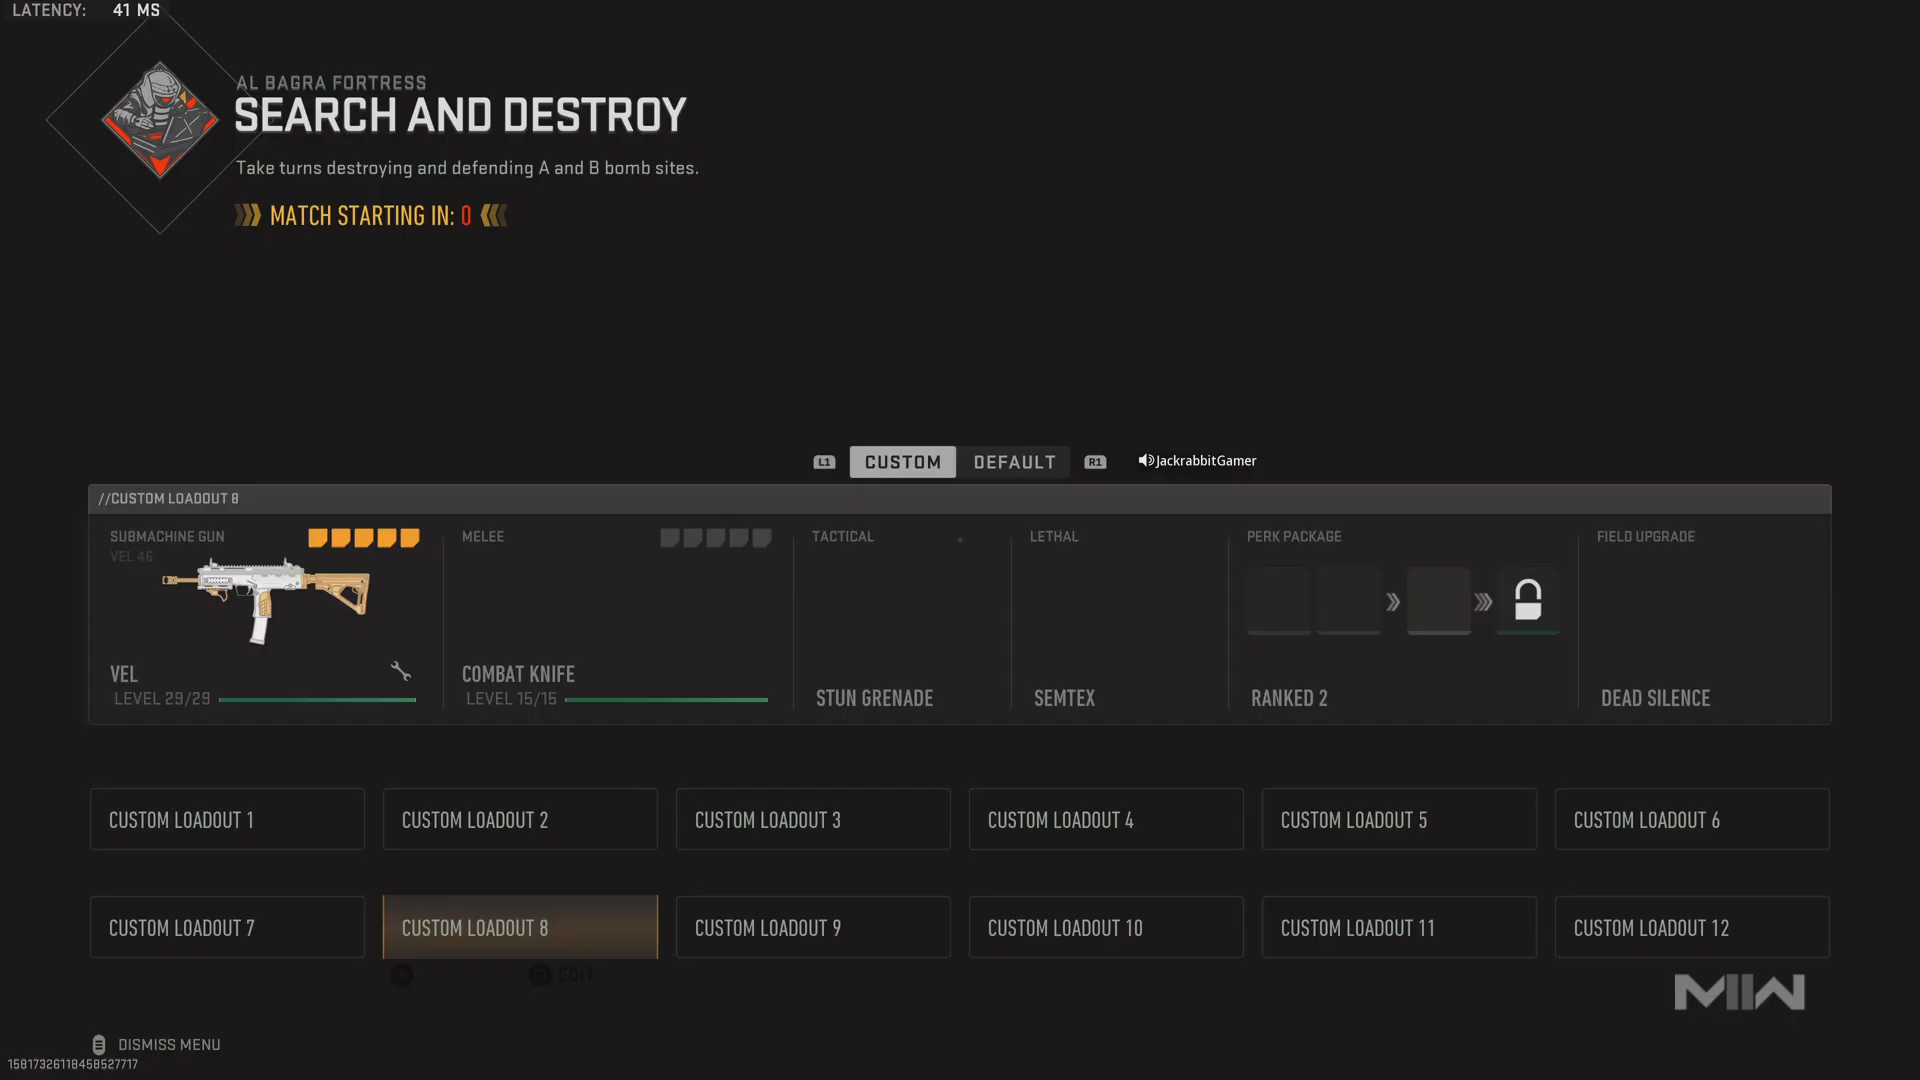 LATENCY: 41 MS
AL BAGRA FORTRESS
SEARCH AND DESTROY
Take turns destroying and defending A and B bomb sites.
MATCH STARTING IN: 0
L1 CUSTOM DEFAULT R1 JackrabbitGamer
//CUSTOM LOADOUT 8
SUBMACHINE GUN MELEE TACTICAL LETHAL PERK PACKAGE FIELD UPGRADE
VEL 46
VEL COMBAT KNIFE STUN GRENADE SEMTEX RANKED 2 DEAD SILENCE
LEVEL 29/29 LEVEL 15/15
CUSTOM LOADOUT 1 CUSTOM LOADOUT 2 CUSTOM LOADOUT 3 CUSTOM LOADOUT 4 CUSTOM LOADOUT 5 CUSTOM LOADOUT 6
CUSTOM LOADOUT 7 CUSTOM LOADOUT 8 CUSTOM LOADOUT 9 CUSTOM LOADOUT 10 CUSTOM LOADOUT 11 CUSTOM LOADOUT 12
EDIT
MWII
DISMISS MENU
15817326118458527717